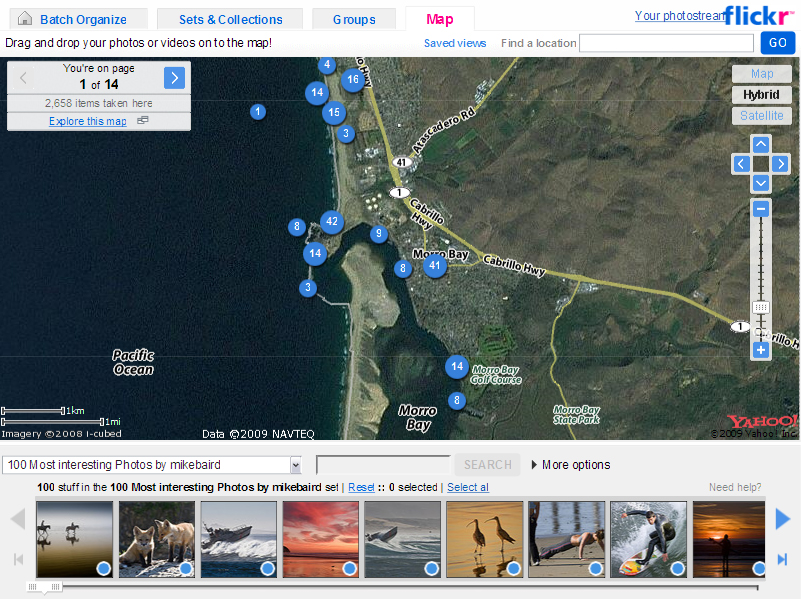 Batch Organize
Sets & Collections
Groups
Map
Your photostream
flickr
Drag and drop your photos or videos on to the map!
Saved views
Find a location
GO
You're on page
1 of 14
2,658 items taken here
Explore this map
Map
Hybrid
Satellite
4
16
14
15
1
3
Hwy
Atascadero Rd
41
1
Cabrillo Hwy
8
42
9
14
Morro Bay
8
41
Cabrillo Hwy
3
1
Pacific Ocean
14
Morro Bay Golf Course
8
Morro Bay
Morro Bay State Park
1km
1mi
Imagery ©2008 i-cubed
Data ©2009 NAVTEQ
YAHOO!
©2009 Yahoo! Inc.
100 Most interesting Photos by mikebaird
SEARCH
More options
100 stuff in the 100 Most interesting Photos by mikebaird set | Reset :: 0 selected | Select al
Need help?